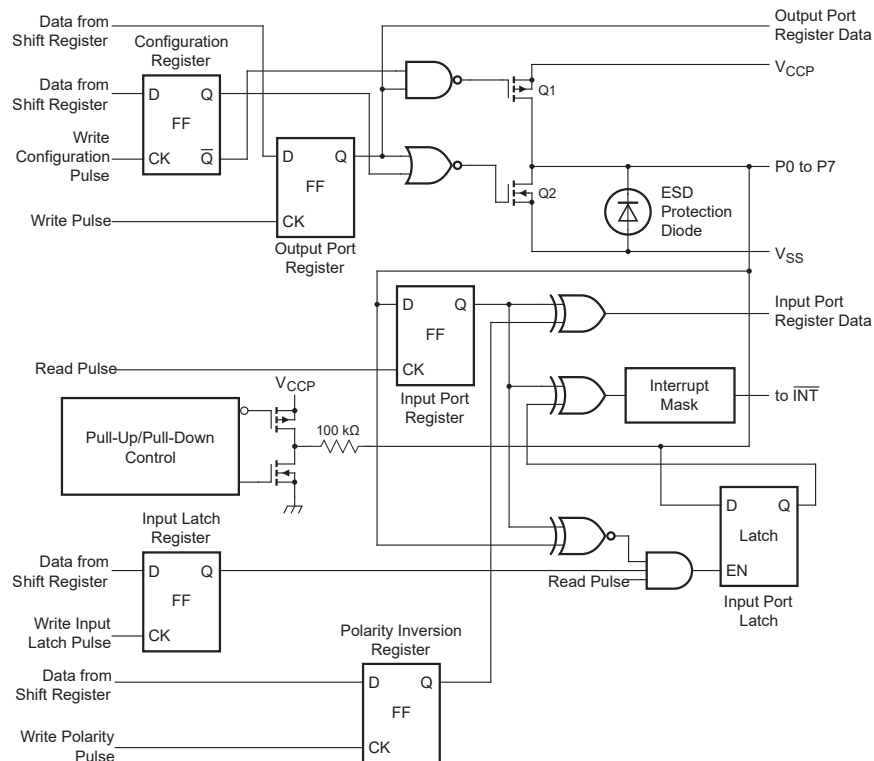 Data from
Shift Register
Output Port
Register Data
Configuration
Register
V_CCP
Data from
Shift Register
D
Q
FF
Q1
Write
Configuration
Pulse
CK
Q̅
D
Q
FF
P0 to P7
Q2
ESD
Protection
Diode
Write Pulse
CK
Output Port
Register
V_SS
D
Q
FF
Input Port
Register Data
Read Pulse
CK
Input Port
Register
Interrupt
Mask
to I̅N̅T̅
V_CCP
Pull-Up/Pull-Down
Control
100 kΩ
D
Q
Latch
EN
Input Port
Latch
Input Latch
Register
Data from
Shift Register
D
Q
FF
Read Pulse
Write Input
Latch Pulse
CK
Polarity Inversion
Register
Data from
Shift Register
D
Q
FF
Write Polarity
Pulse
CK